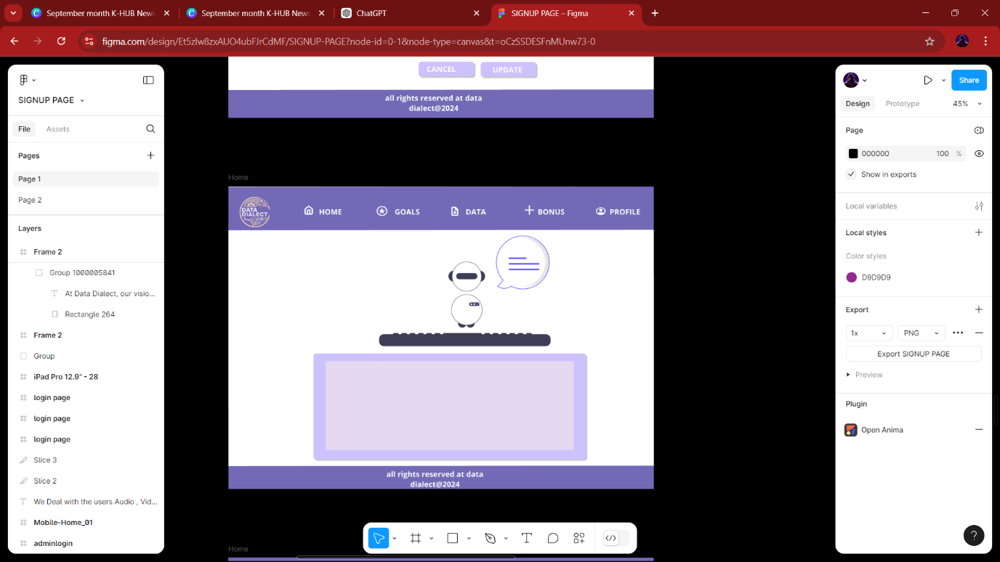 September month K-HUB News
September month K-HUB News
ChatGPT
SIGNUP PAGE – Figma
figma.com/design/Et5zIw8zxAUO4ubFJrCdMF/SIGNUP-PAGE?node-id=0-1&node-type=canvas&t=oCzSSDESFnMUnw73-0
SIGNUP PAGE
File
Assets
Pages
Page 1
Page 2
Layers
Frame 2
Group 1000005841
At Data Dialect, our visio...
Rectangle 264
Frame 2
Group
iPad Pro 12.9" - 28
login page
login page
login page
Slice 3
Slice 2
We Deal with the users Audio , Vid...
Mobile-Home_01
adminlogin
CANCEL
UPDATE
all rights reserved at data
dialect@2024
Home
DATA
DIALECT
HOME
GOALS
DATA
BONUS
PROFILE
all rights reserved at data
dialect@2024
Home
Share
Design
Prototype
45%
Page
000000
100
%
Show in exports
Local variables
Local styles
Color styles
D9D9D9
Export
1x
PNG
Export SIGNUP PAGE
Preview
Plugin
Open Anima
?